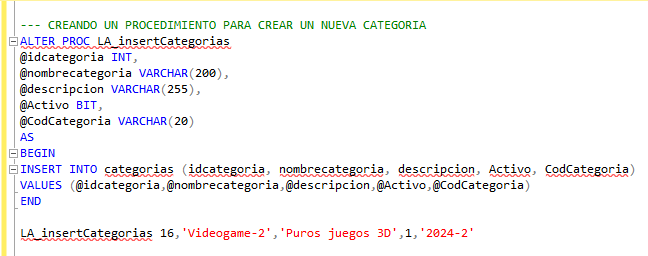 --- CREANDO UN PROCEDIMIENTO PARA CREAR UN NUEVA CATEGORIA
ALTER PROC LA_insertCategorias
@idcategoria INT,
@nombrecategoria VARCHAR(200),
@descripcion VARCHAR(255),
@Activo BIT,
@CodCategoria VARCHAR(20)
AS
BEGIN
INSERT INTO categorias (idcategoria, nombrecategoria, descripcion, Activo, CodCategoria)
VALUES (@idcategoria,@nombrecategoria,@descripcion,@Activo,@CodCategoria)
END
LA_insertCategorias 16,'Videogame-2','Puros juegos 3D',1,'2024-2'